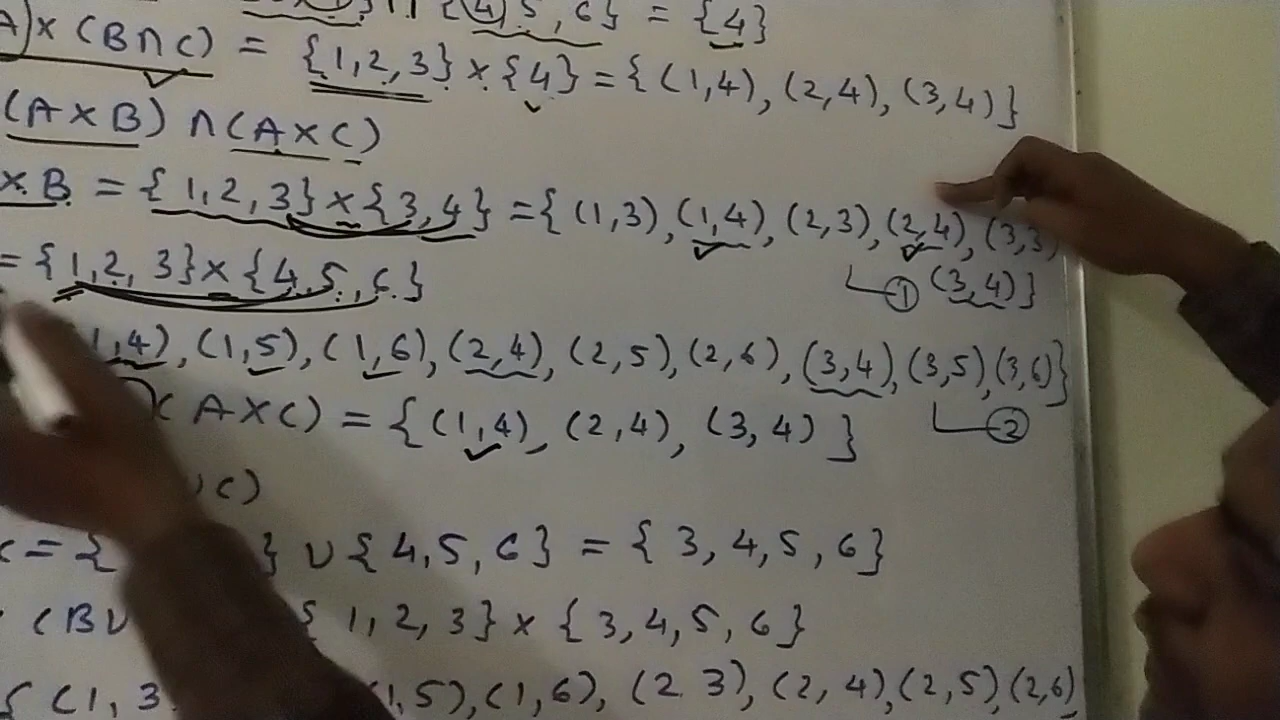 {4, 5, 6} = {4}
A) × (B∩C) = {1, 2, 3} × {4} = {(1,4), (2,4), (3,4)}
(A×B) ∩ (A×C)
× B = {1, 2, 3} × {3, 4} = {(1,3), (1,4), (2,3), (2,4), (3,3)
① (3,4)}
= {1, 2, 3} × {4, 5, 6}
1,4), (1,5), (1,6), (2,4), (2,5), (2,6), (3,4), (3,5), (3,6)}
②
(A×C) = {(1,4), (2,4), (3,4)}
∪C)
C = { } ∪ {4, 5, 6} = {3, 4, 5, 6}
(B∪ {1, 2, 3} × {3, 4, 5, 6}
{(1,3 (1,5), (1,6), (2 3), (2,4), (2,5), (2,6)